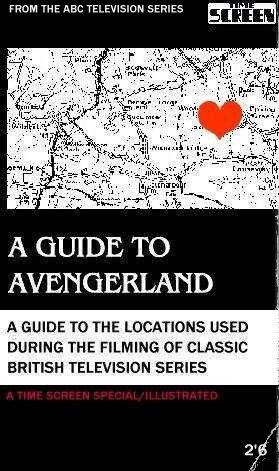 FROM THE ABC TELEVISION SERIES
TIME
SCREEN
A GUIDE TO
AVENGERLAND
A GUIDE TO THE LOCATIONS USED
DURING THE FILMING OF CLASSIC
BRITISH TELEVISION SERIES
A TIME SCREEN SPECIAL/ILLUSTRATED
2'6